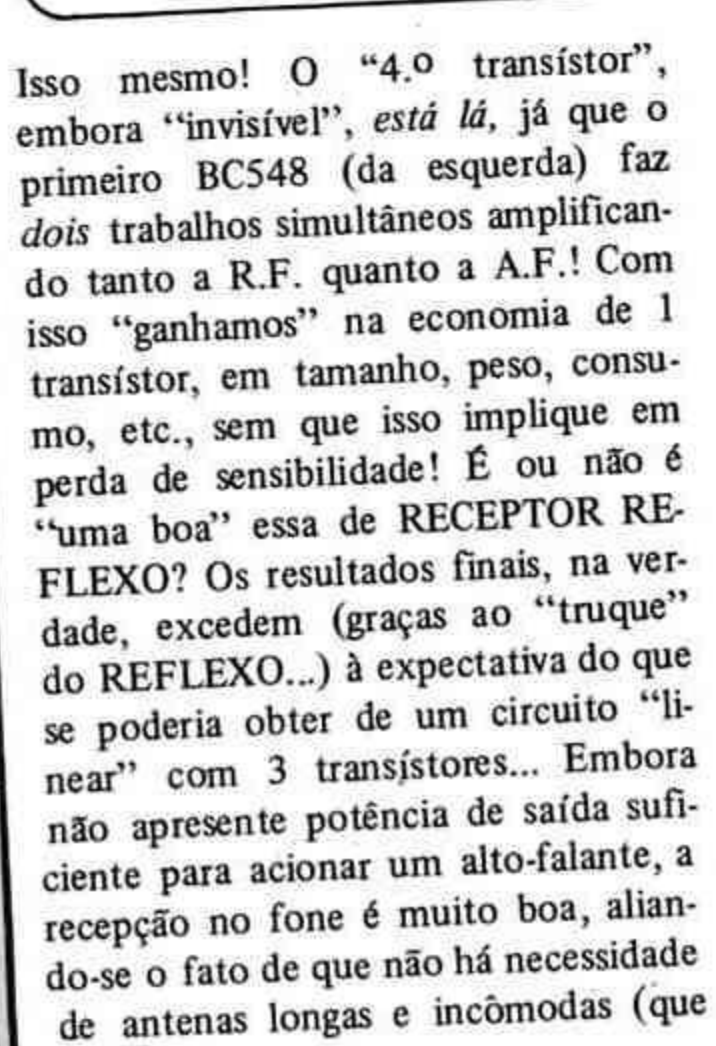 Isso mesmo! O “4.º transístor”,
embora “invisível”, está lá, já que o
primeiro BC548 (da esquerda) faz
dois trabalhos simultâneos amplifican-
do tanto a R.F. quanto a A.F.! Com
isso “ganhamos” na economia de 1
transístor, em tamanho, peso, consu-
mo, etc., sem que isso implique em
perda de sensibilidade! É ou não é
“uma boa” essa de RECEPTOR RE-
FLEXO? Os resultados finais, na ver-
dade, excedem (graças ao “truque”
do REFLEXO...) à expectativa do que
se poderia obter de um circuito “li-
near” com 3 transístores... Embora
não apresente potência de saída sufi-
ciente para acionar um alto-falante, a
recepção no fone é muito boa, alian-
do-se o fato de que não há necessidade
de antenas longas e incômodas (que